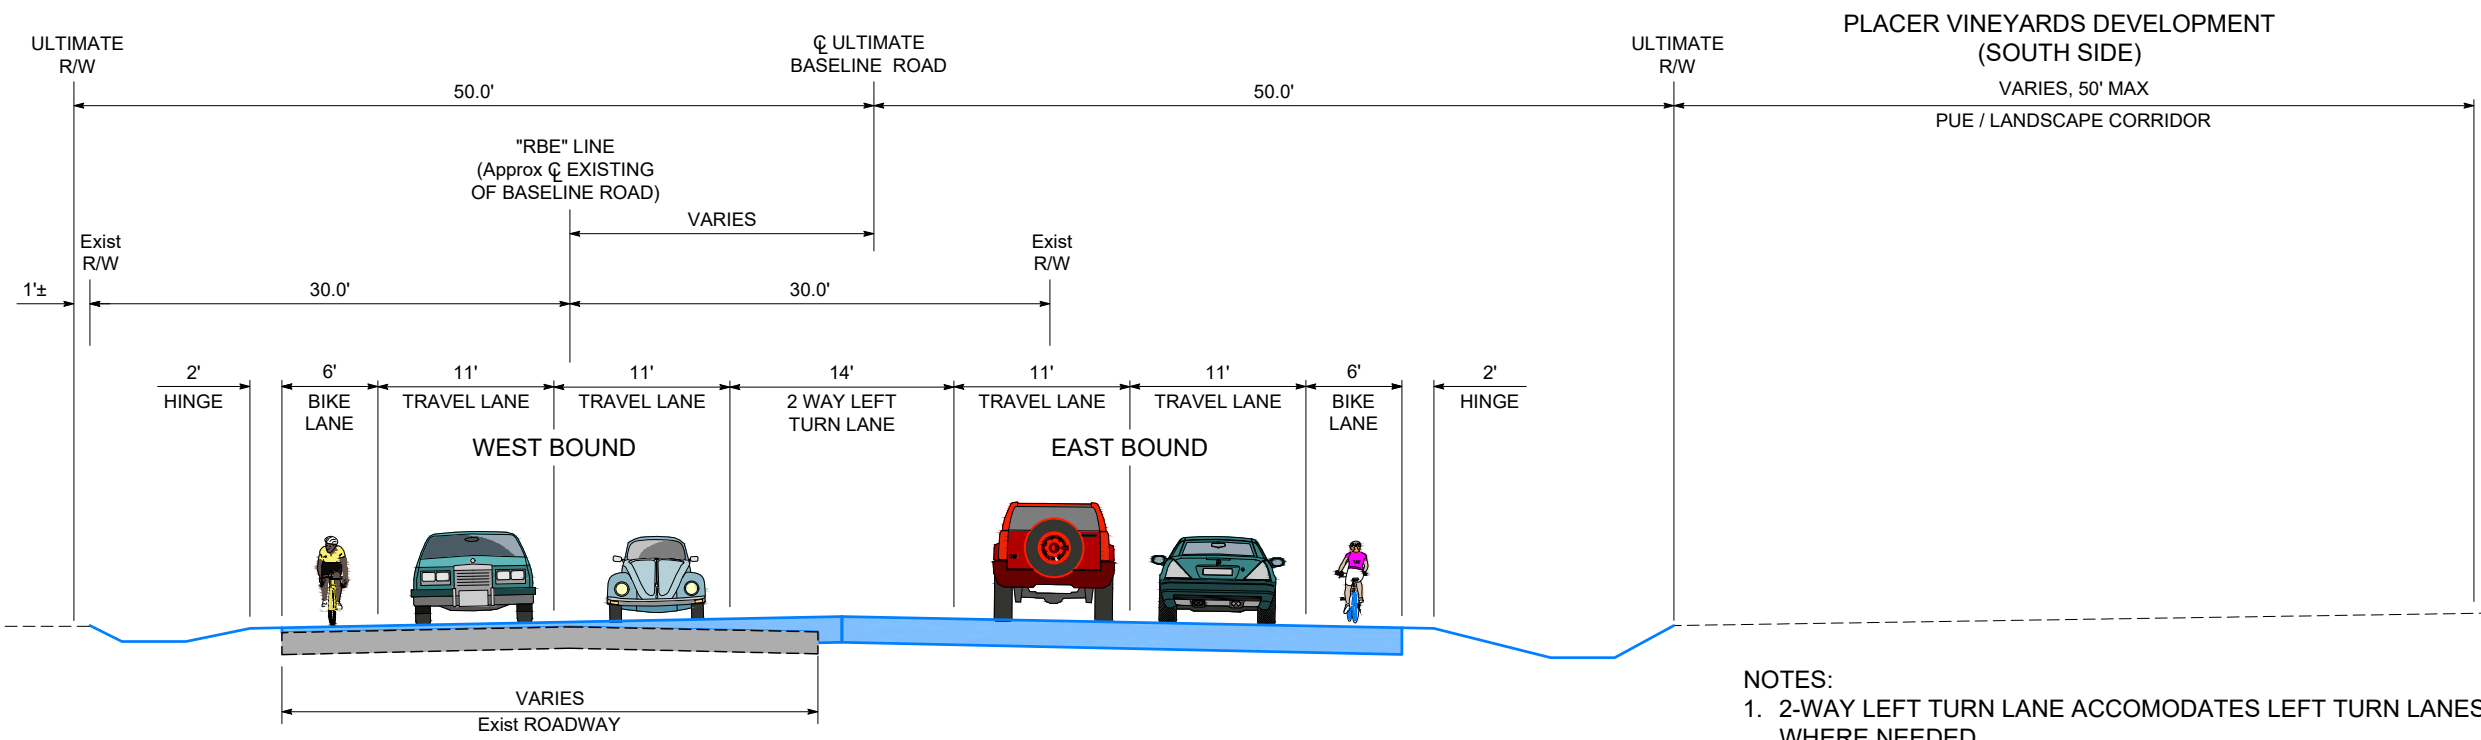 PLACER VINEYARDS DEVELOPMENT
(SOUTH SIDE)
ULTIMATE
R/W
℄ ULTIMATE
BASELINE ROAD
ULTIMATE
R/W
50.0'
50.0'
VARIES, 50' MAX
PUE / LANDSCAPE CORRIDOR
"RBE" LINE
(Approx ℄ EXISTING
OF BASELINE ROAD)
VARIES
Exist
R/W
Exist
R/W
1'±
30.0'
30.0'
2'
HINGE
6'
BIKE
LANE
11'
TRAVEL LANE
11'
TRAVEL LANE
14'
2 WAY LEFT
TURN LANE
11'
TRAVEL LANE
11'
TRAVEL LANE
6'
BIKE
LANE
2'
HINGE
WEST BOUND
EAST BOUND
VARIES
Exist ROADWAY
NOTES:
1. 2-WAY LEFT TURN LANE ACCOMODATES LEFT TURN LANES
WHERE NEEDED